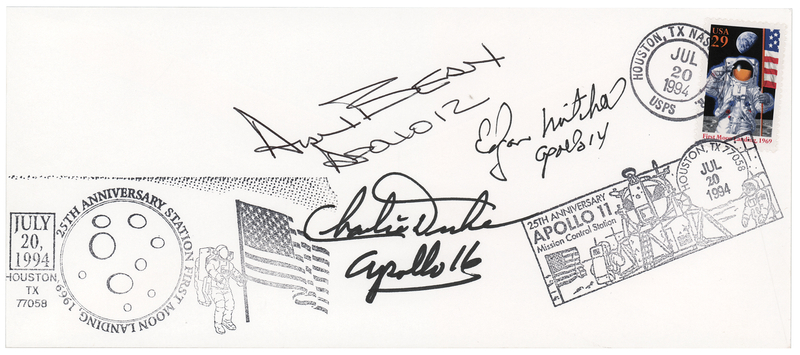 HOUSTON, TX NAS
JUL
20
1994
USPS
USA
29
First Moon Landing, 1969
Alan Bean
APOLLO 12
Edgar Mitchell
Apollo 14
Charlie Duke
Apollo 16
JULY
20,
1994
HOUSTON,
TX
77058
25TH ANNIVERSARY STATION FIRST MOON LANDING, 1969
25TH ANNIVERSARY
APOLLO 11
Mission Control Station
HOUSTON, TX 77058
JUL
20
1994